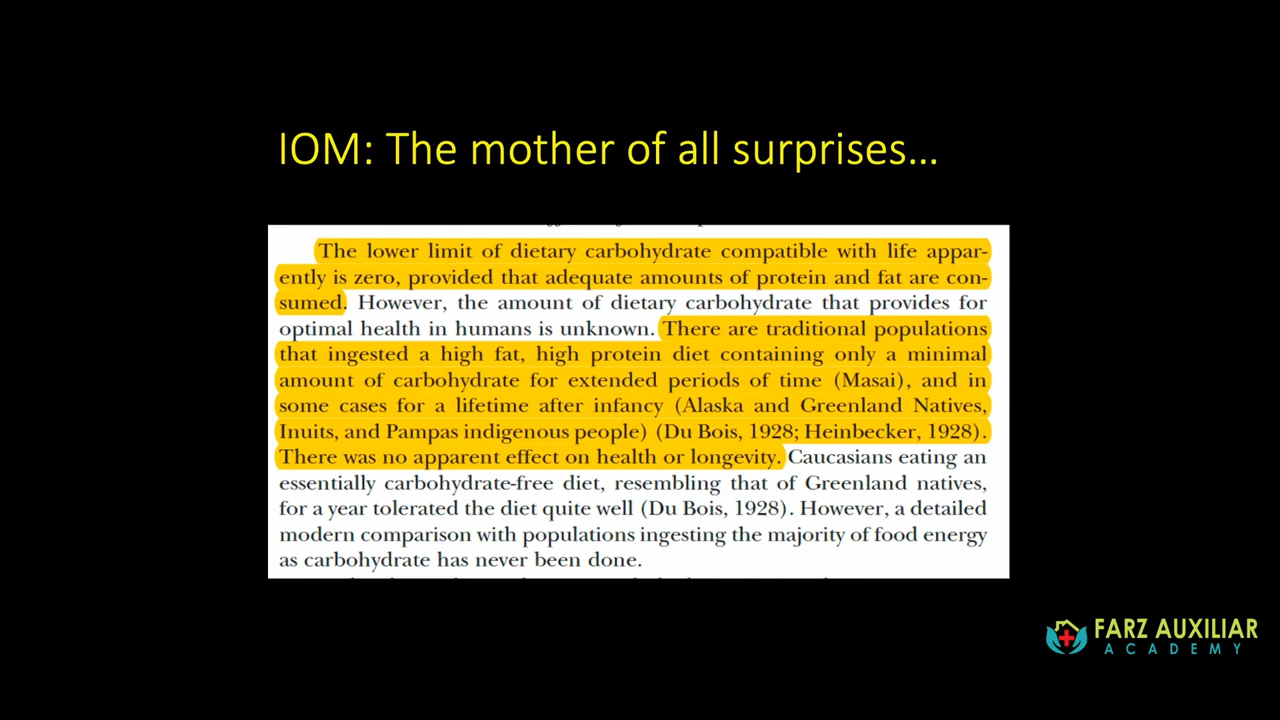 IOM: The mother of all surprises...
The lower limit of dietary carbohydrate compatible with life appar-
ently is zero, provided that adequate amounts of protein and fat are con-
sumed. However, the amount of dietary carbohydrate that provides for
optimal health in humans is unknown. There are traditional populations
that ingested a high fat, high protein diet containing only a minimal
amount of carbohydrate for extended periods of time (Masai), and in
some cases for a lifetime after infancy (Alaska and Greenland Natives,
Inuits, and Pampas indigenous people) (Du Bois, 1928; Heinbecker, 1928).
There was no apparent effect on health or longevity. Caucasians eating an
essentially carbohydrate-free diet, resembling that of Greenland natives,
for a year tolerated the diet quite well (Du Bois, 1928). However, a detailed
modern comparison with populations ingesting the majority of food energy
as carbohydrate has never been done.
FARZ AUXILIAR
ACADEMY